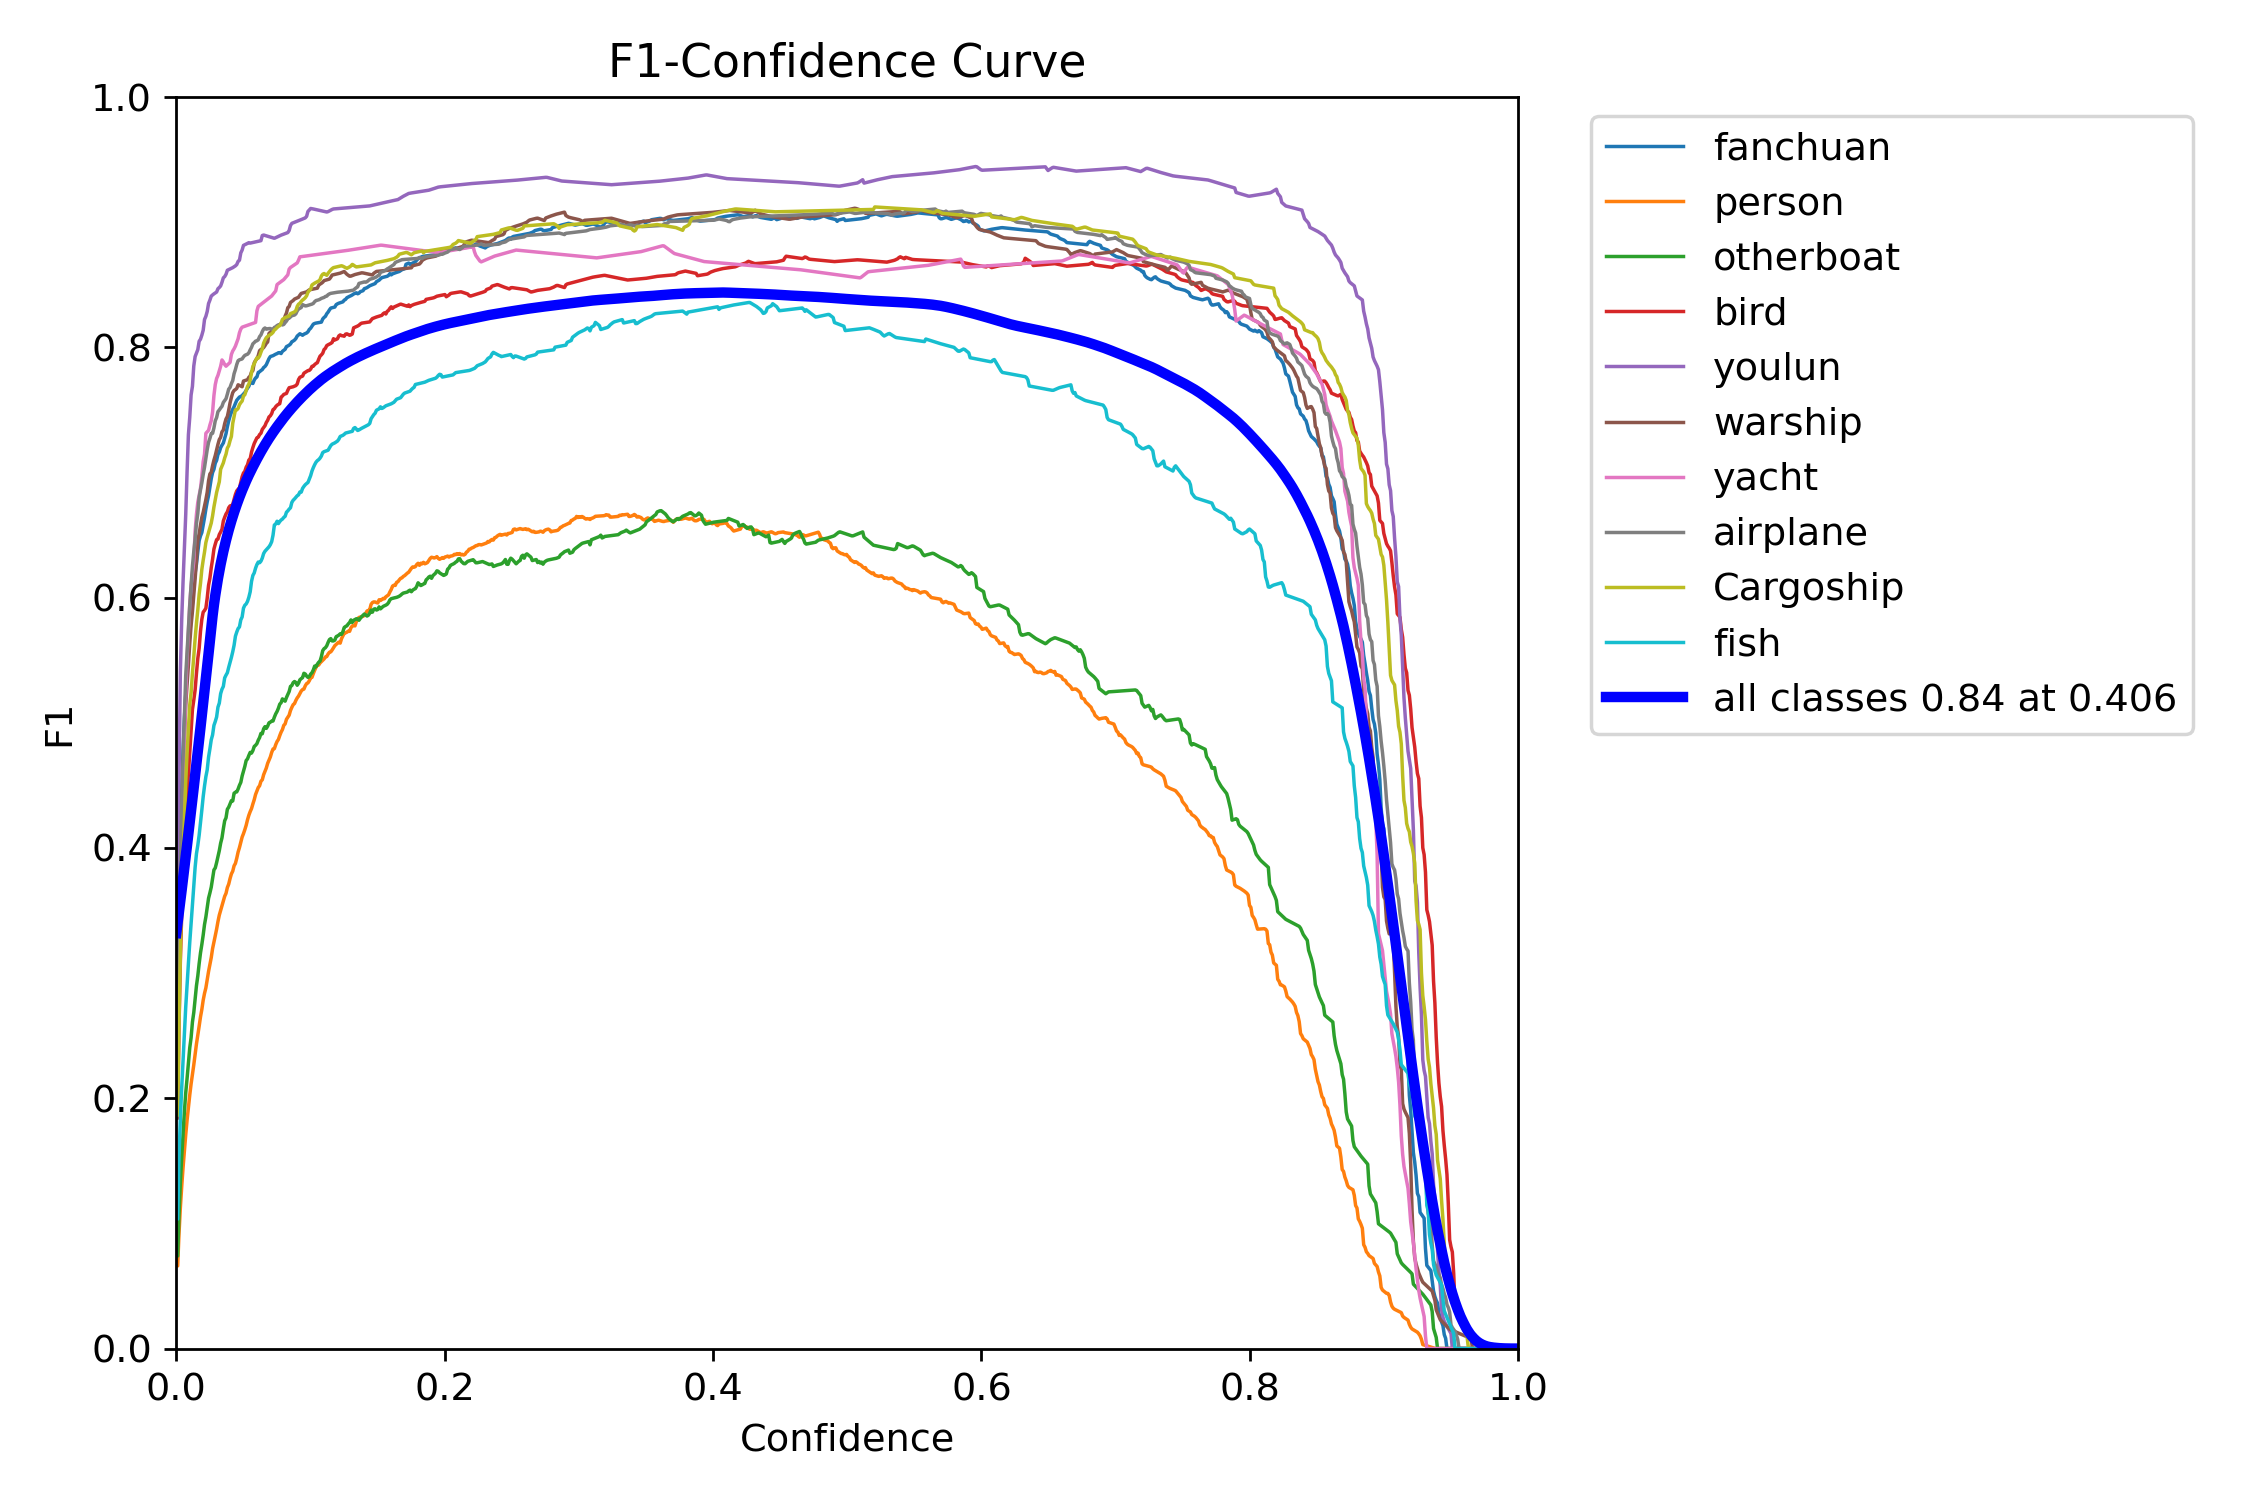 F1-Confidence Curve
1.0
0.8
0.6
0.4
0.2
0.0
F1
0.0 0.2 0.4 0.6 0.8 1.0
Confidence
fanchuan
person
otherboat
bird
youlun
warship
yacht
airplane
Cargoship
fish
all classes 0.84 at 0.406